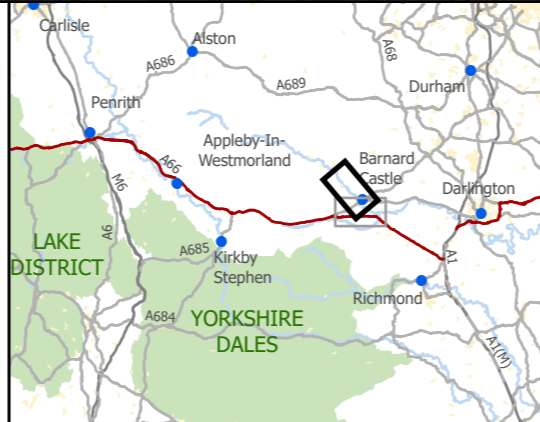 Carlisle
Alston
A68
A686
A689
Durham
Penrith
Appleby-In-
Westmorland
Barnard
Castle
A66
M6
Darlington
A6
LAKE
DISTRICT
A685
Kirkby
Stephen
A1
Richmond
A684
YORKSHIRE
DALES
A1(M)